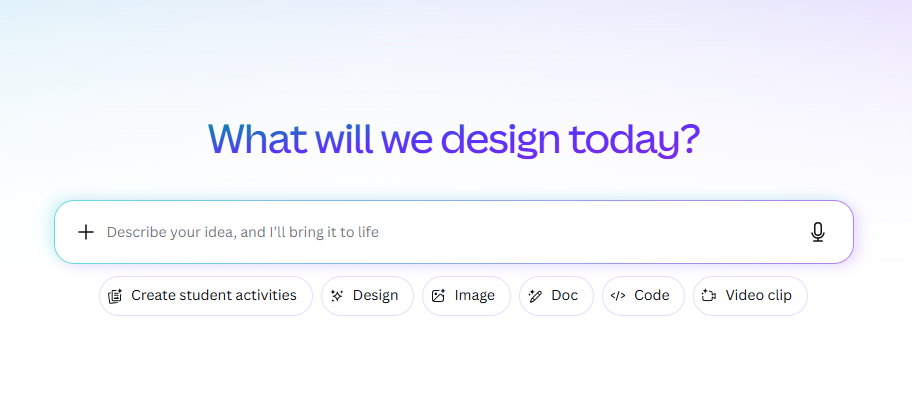 What will we design today?
Describe your idea, and I'll bring it to life
Create student activities Design Image Doc Code Video clip